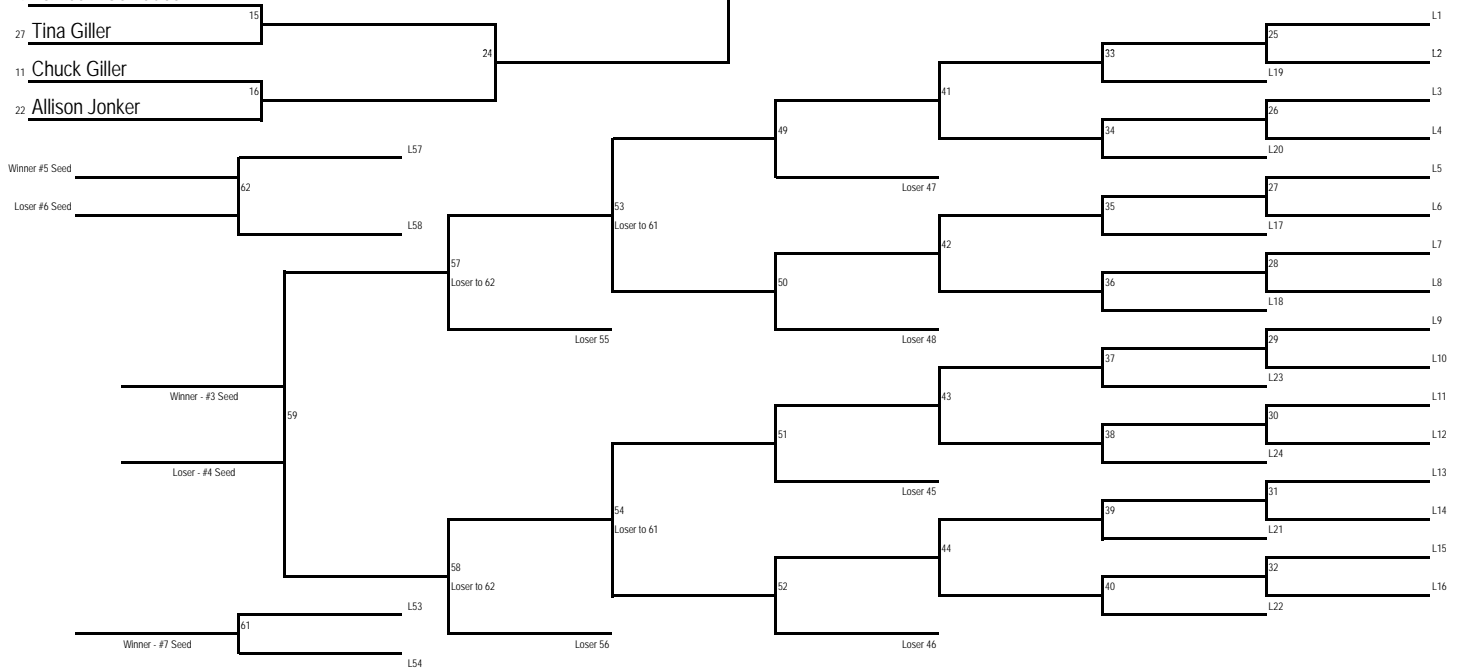 15
27 Tina Giller
24
11 Chuck Giller
16
22 Allison Jonker
L57
Winner #5 Seed
62
Loser #6 Seed
L58
57
Loser to 62
Loser 55
Winner - #3 Seed
59
Loser - #4 Seed
58
Loser to 62
Loser 56
L53
61
Winner - #7 Seed
L54
53
Loser to 61
54
Loser to 61
49
Loser 47
50
Loser 48
51
Loser 45
52
Loser 46
41
42
43
44
33
34
35
36
37
38
39
40
L1
25
L2
L19
L3
26
L4
L20
L5
27
L6
L17
L7
28
L8
L18
L9
29
L10
L23
L11
30
L12
L24
L13
31
L14
L21
L15
32
L16
L22